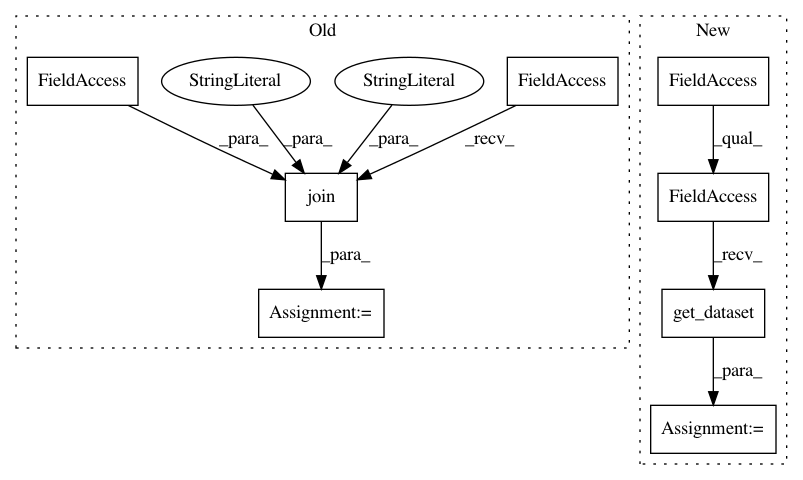 Old
New
FieldAccess
StringLiteral
StringLiteral
FieldAccess
FieldAccess
_para_
_para_
_para_
_recv_
_qual_
join
FieldAccess
_para_
_recv_
Assignment:=
get_dataset
_para_
Assignment:=